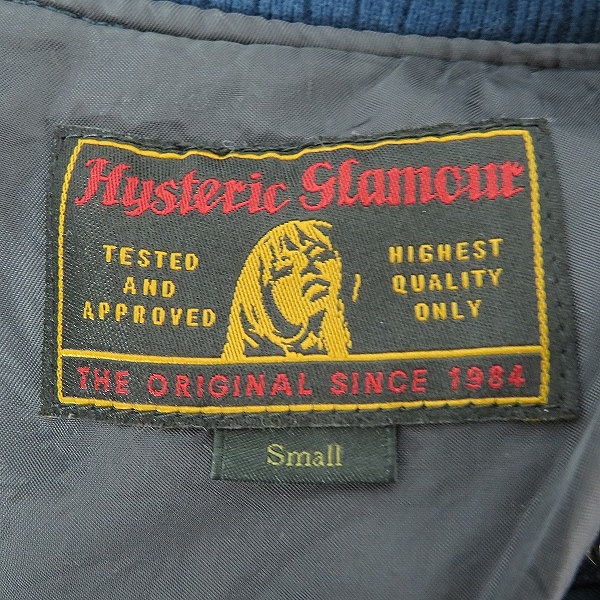 Hysteric Glamour
TESTED
AND
APPROVED
HIGHEST
QUALITY
ONLY
THE ORIGINAL SINCE 1984
Small